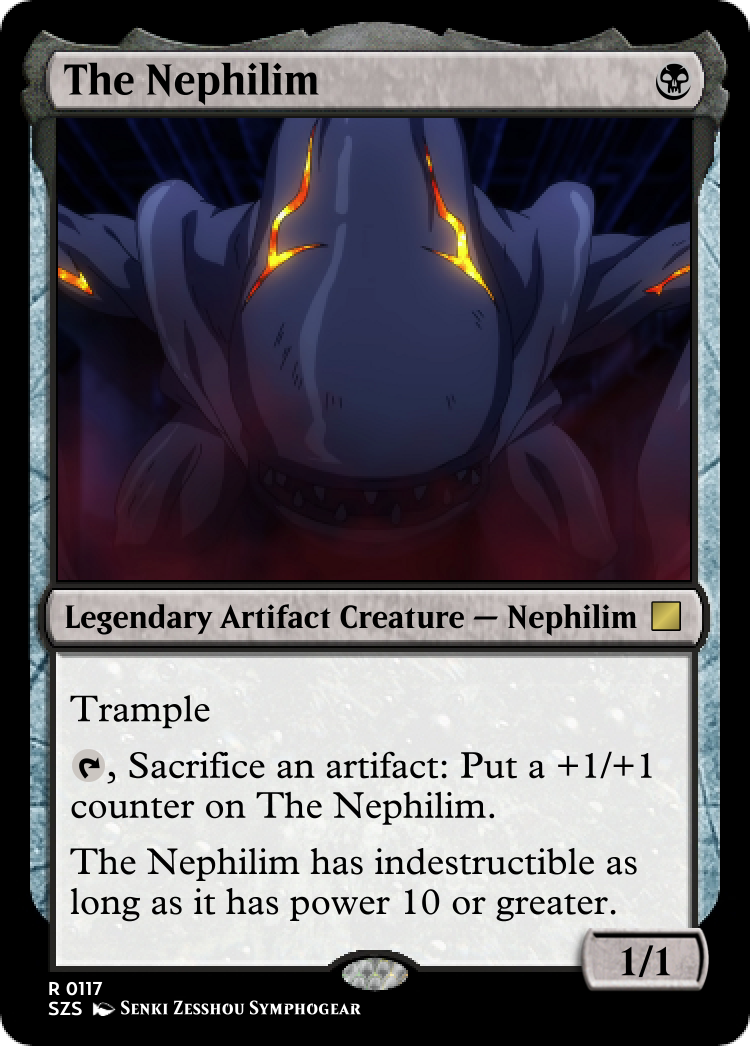 The Nephilim
Legendary Artifact Creature — Nephilim
Trample
, Sacrifice an artifact: Put a +1/+1
counter on The Nephilim.
The Nephilim has indestructible as
long as it has power 10 or greater.
1/1
R 0117
SZS SENKI ZESSHOU SYMPHOGEAR